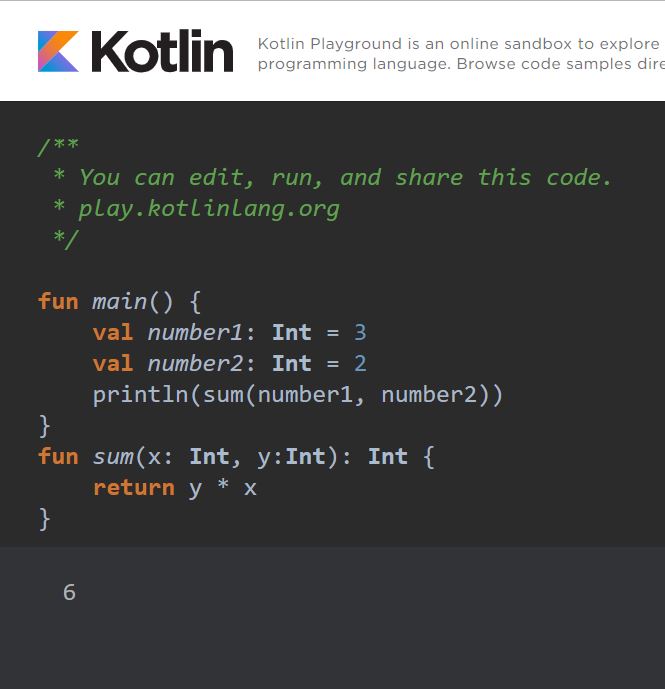 Kotlin
Kotlin Playground is an online sandbox to explore
programming language. Browse code samples dire
/**
 * You can edit, run, and share this code.
 * play.kotlinlang.org
 */
fun main() {
    val number1: Int = 3
    val number2: Int = 2
    println(sum(number1, number2))
}
fun sum(x: Int, y:Int): Int {
    return y * x
}
6